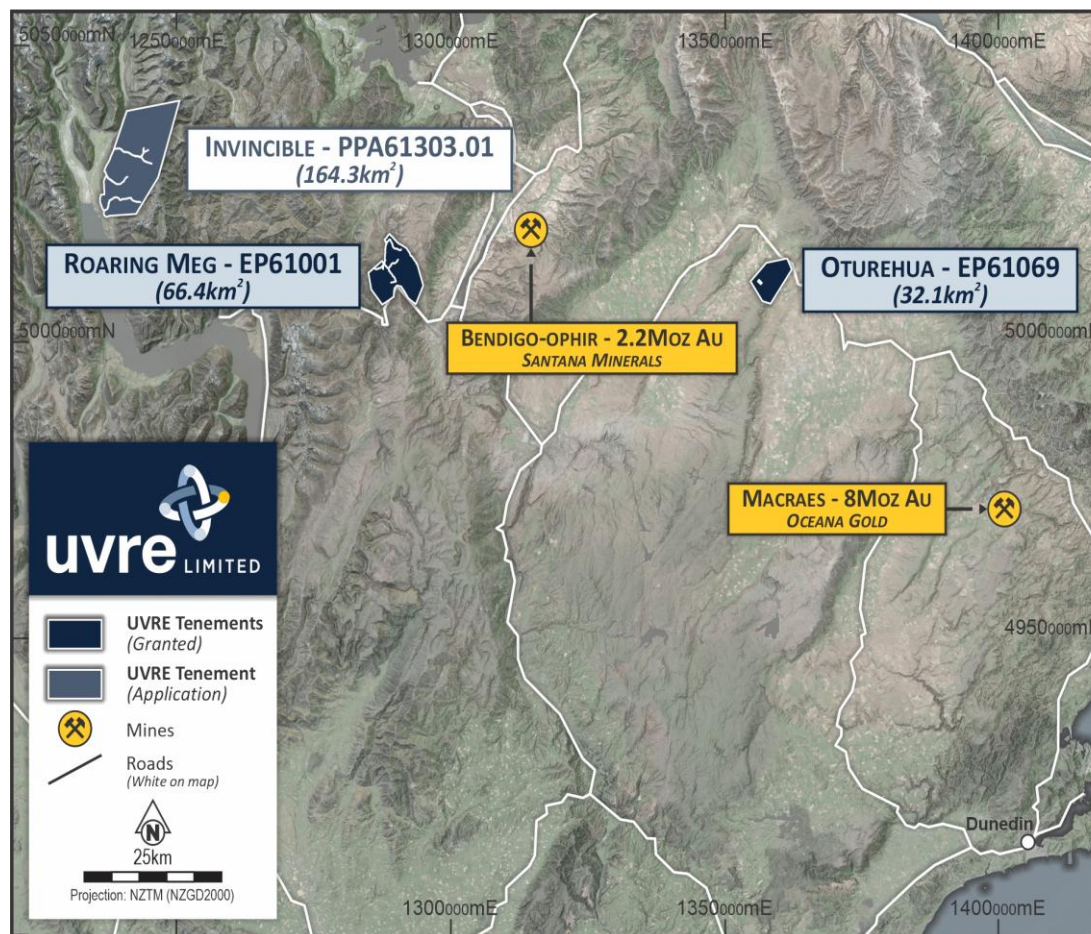 5050000mN
1250000mE
1300000mE
1350000mE
1400000mE
INVINCIBLE - PPA61303.01
(164.3km²)
ROARING MEG - EP61001
(66.4km²)
OTUREHUA - EP61069
(32.1km²)
5000000mN
5000000mN
BENDIGO-OPHIR - 2.2MOZ AU
SANTANA MINERALS
MACRAES - 8MOZ AU
OCEANA GOLD
4950000mN
uvre LIMITED
UVRE Tenements
(Granted)
UVRE Tenement
(Application)
Mines
Roads
(White on map)
N
25km
Projection: NZTM (NZGD2000)
Dunedin
1300000mE
1350000mE
1400000mE